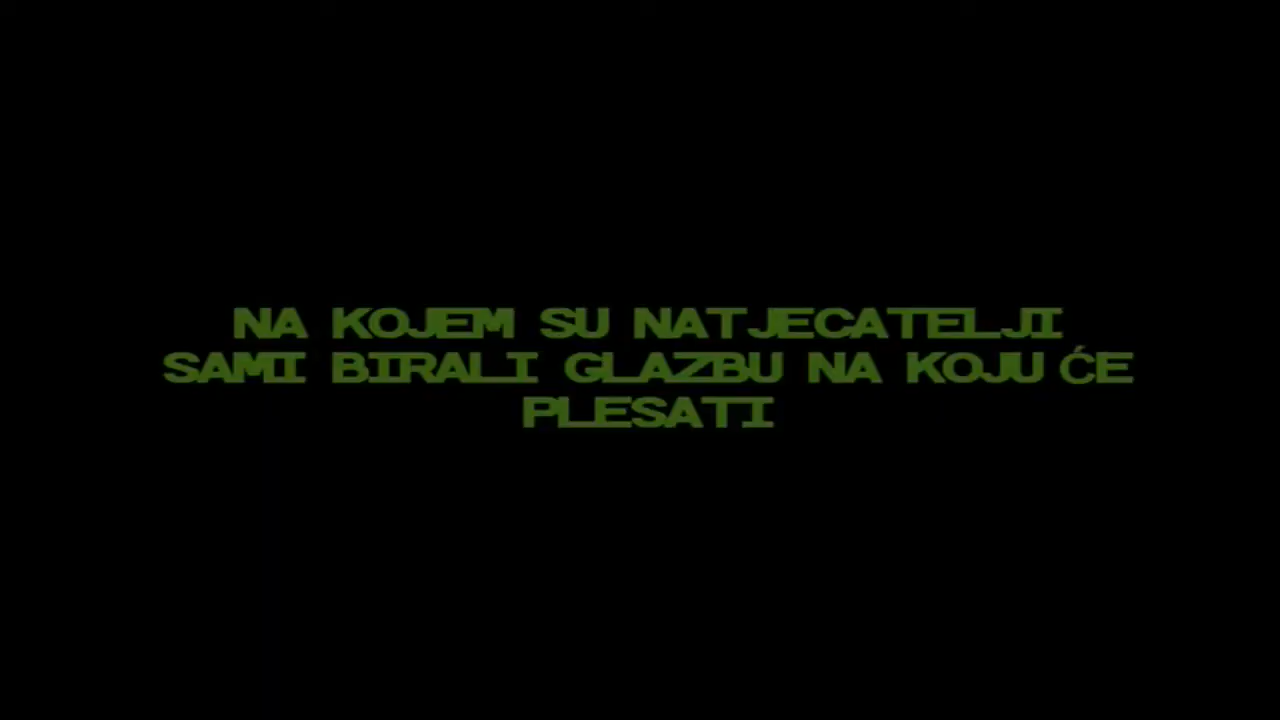 NA KOJEM SU NATJECATELJI
SAMI BIRALI GLAZBU NA KOJU ĆE
PLESATI